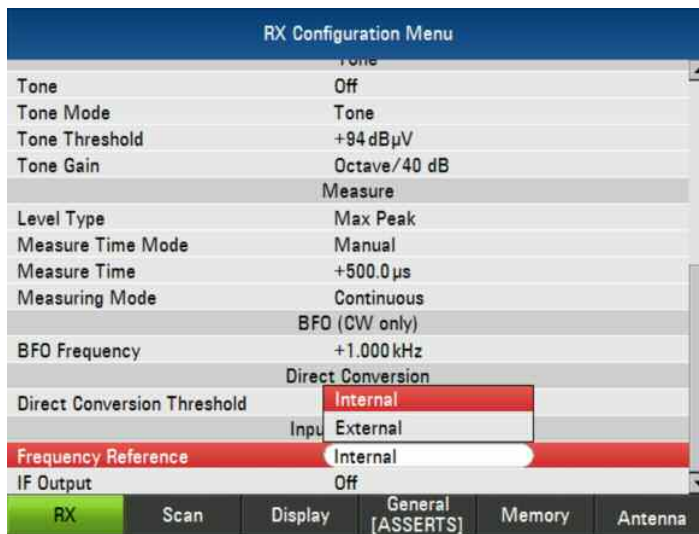 RX Configuration Menu
Tone
Tone Off
Tone Mode Tone
Tone Threshold +94 dBµV
Tone Gain Octave/40 dB
Measure
Level Type Max Peak
Measure Time Mode Manual
Measure Time +500.0 µs
Measuring Mode Continuous
BFO (CW only)
BFO Frequency +1.000 kHz
Direct Conversion
Direct Conversion Threshold Internal
Inpu External
Frequency Reference Internal
IF Output Off
RX Scan Display General [ASSERTS] Memory Antenna